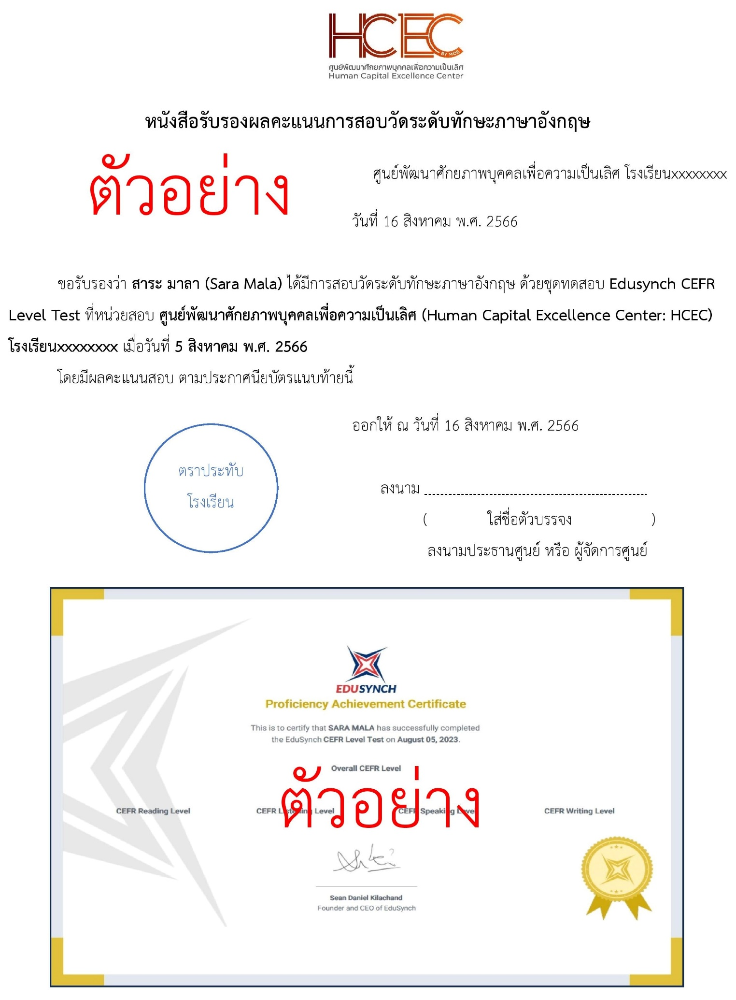 HCEC
BY MOE
ศูนย์พัฒนาศักยภาพบุคคลเพื่อความเป็นเลิศ
Human Capital Excellence Center
หนังสือรับรองผลคะแนนการสอบวัดระดับทักษะภาษาอังกฤษ
ตัวอย่าง
ศูนย์พัฒนาศักยภาพบุคคลเพื่อความเป็นเลิศ โรงเรียนxxxxxxxx
วันที่ 16 สิงหาคม พ.ศ. 2566
ขอรับรองว่า สาระ มาลา (Sara Mala) ได้มีการสอบวัดระดับทักษะภาษาอังกฤษ ด้วยชุดทดสอบ Edusynch CEFR
Level Test ที่หน่วยสอบ ศูนย์พัฒนาศักยภาพบุคคลเพื่อความเป็นเลิศ (Human Capital Excellence Center: HCEC)
โรงเรียนxxxxxxxx เมื่อวันที่ 5 สิงหาคม พ.ศ. 2566
โดยมีผลคะแนนสอบ ตามประกาศนียบัตรแนบท้ายนี้
ออกให้ ณ วันที่ 16 สิงหาคม พ.ศ. 2566
ตราประทับ
โรงเรียน
ลงนาม
( ใส่ชื่อตัวบรรจง )
ลงนามประธานศูนย์ หรือ ผู้จัดการศูนย์
EDUSYNCH
Proficiency Achievement Certificate
This is to certify that SARA MALA has successfully completed
the EduSynch CEFR Level Test on August 05, 2023.
Overall CEFR Level
ตัวอย่าง
CEFR Reading Level
CEFR Listening Level
CEFR Speaking Level
CEFR Writing Level
Sean Daniel Kilachand
Founder and CEO of EduSynch